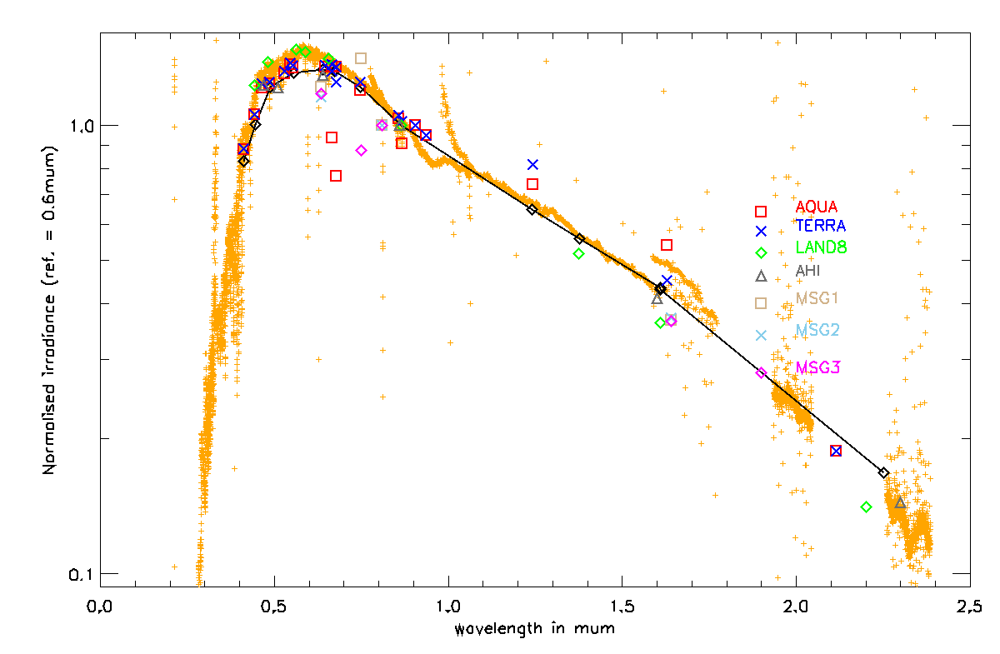 Normalised irradiance (ref. = 0.6mum)
1.0
0.1
AQUA
TERRA
LAND8
AHI
MSG1
MSG2
MSG3
0.0 0.5 1.0 1.5 2.0 2.5
wavelength in mum